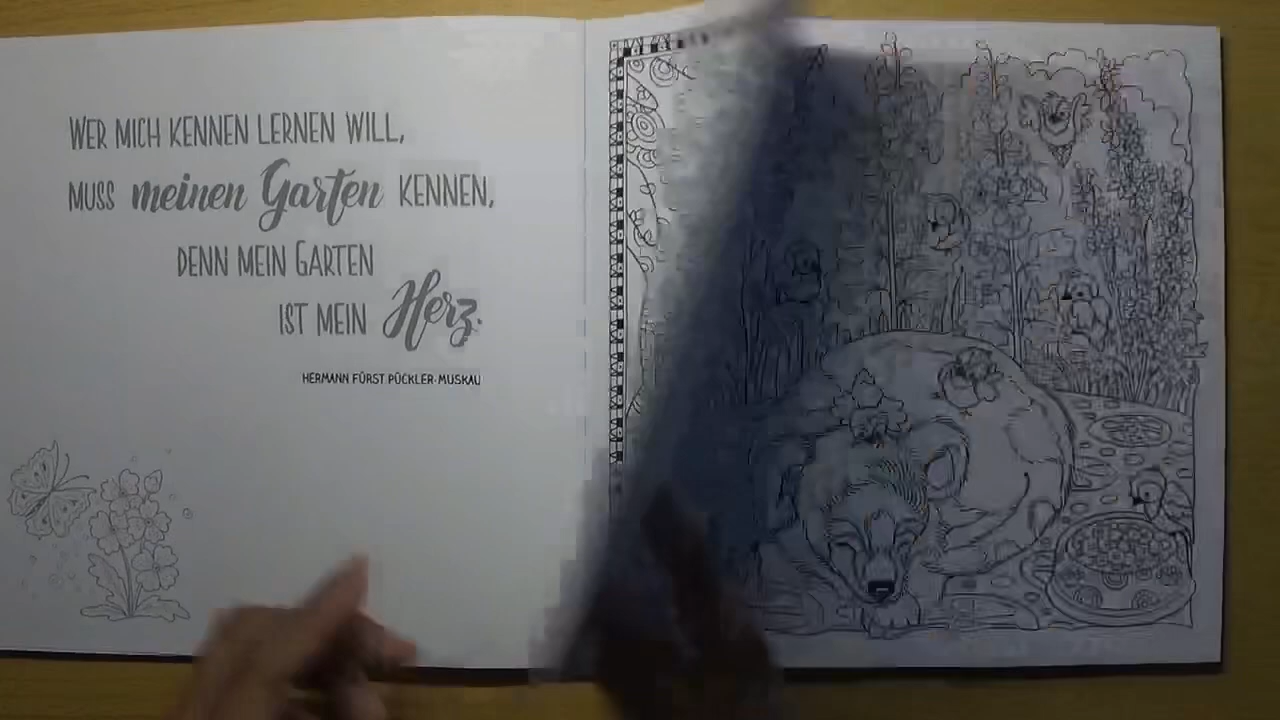 WER MICH KENNEN LERNEN WILL,
MUSS meinen Garten KENNEN,
DENN MEIN GARTEN
IST MEIN Herz.
HERMANN FÜRST PÜCKLER-MUSKAU